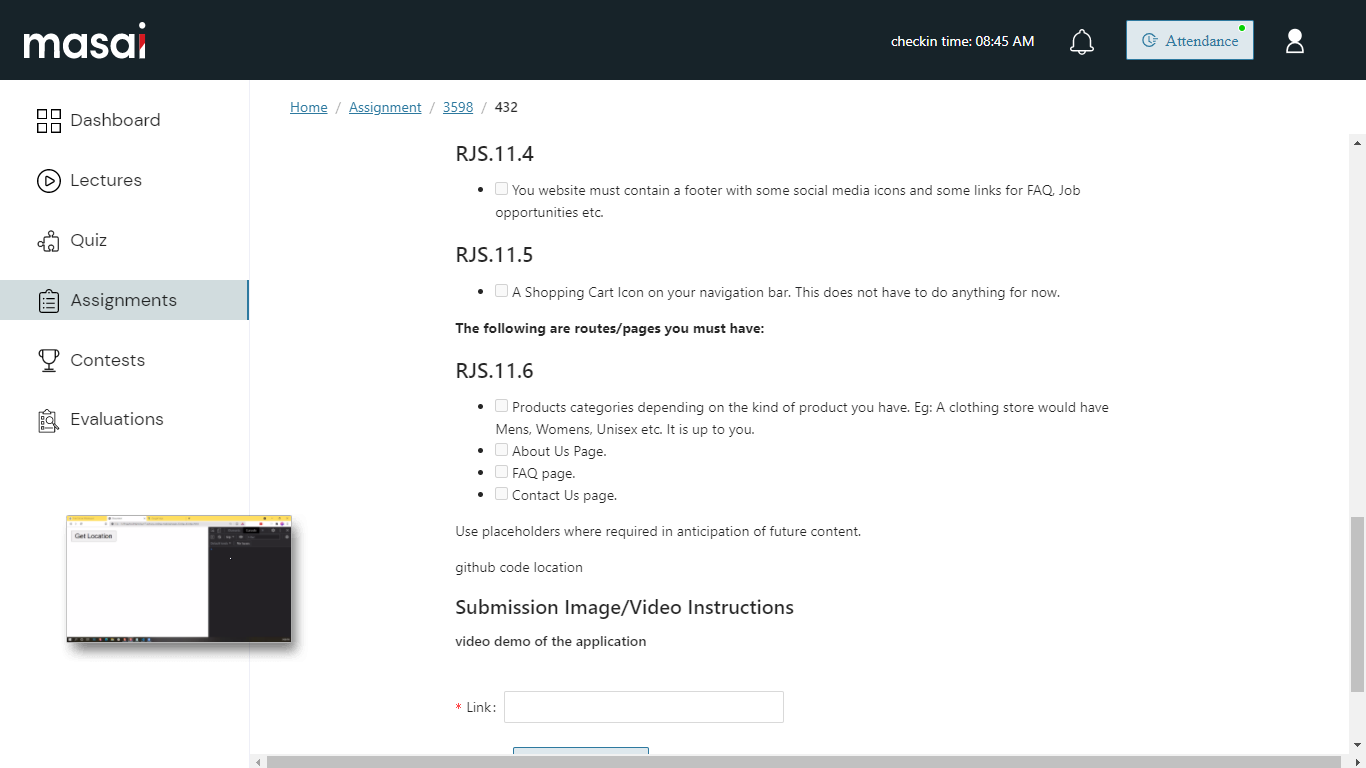 masai
checkin time: 08:45 AM
Attendance
Dashboard
Lectures
Quiz
Assignments
Contests
Evaluations
Home / Assignment / 3598 / 432
RJS.11.4
You website must contain a footer with some social media icons and some links for FAQ, Job
opportunities etc.
RJS.11.5
A Shopping Cart Icon on your navigation bar. This does not have to do anything for now.
The following are routes/pages you must have:
RJS.11.6
Products categories depending on the kind of product you have. Eg: A clothing store would have
Mens, Womens, Unisex etc. It is up to you.
About Us Page.
FAQ page.
Contact Us page.
Use placeholders where required in anticipation of future content.
github code location
Submission Image/Video Instructions
video demo of the application
* Link:
Get Location